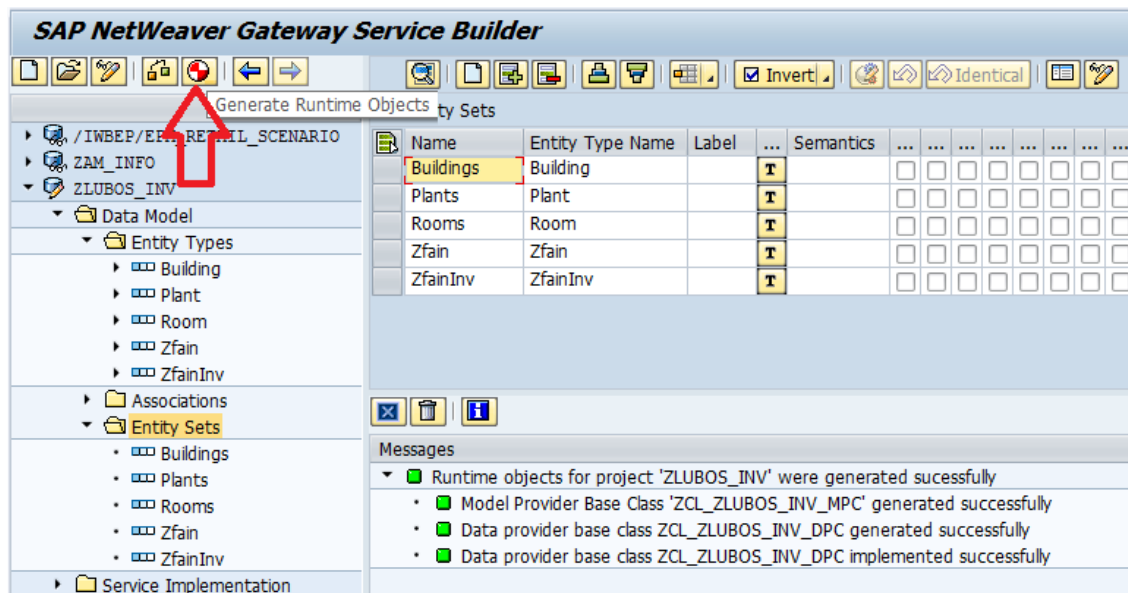 SAP NetWeaver Gateway Service Builder
Invert
Identical
Generate Runtime Objects
ty Sets
/IWBEP/EPM_RETAIL_SCENARIO
ZAM_INFO
ZLUBOS_INV
Data Model
Entity Types
Building
Plant
Room
Zfain
ZfainInv
Associations
Entity Sets
Buildings
Plants
Rooms
Zfain
ZfainInv
Service Implementation
Name Entity Type Name Label ... Semantics ... ... ... ... ... ... ... ...
Buildings Building T
Plants Plant T
Rooms Room T
Zfain Zfain T
ZfainInv ZfainInv T
Messages
Runtime objects for project 'ZLUBOS_INV' were generated sucessfully
Model Provider Base Class 'ZCL_ZLUBOS_INV_MPC' generated successfully
Data provider base class ZCL_ZLUBOS_INV_DPC generated successfully
Data provider base class ZCL_ZLUBOS_INV_DPC implemented successfully